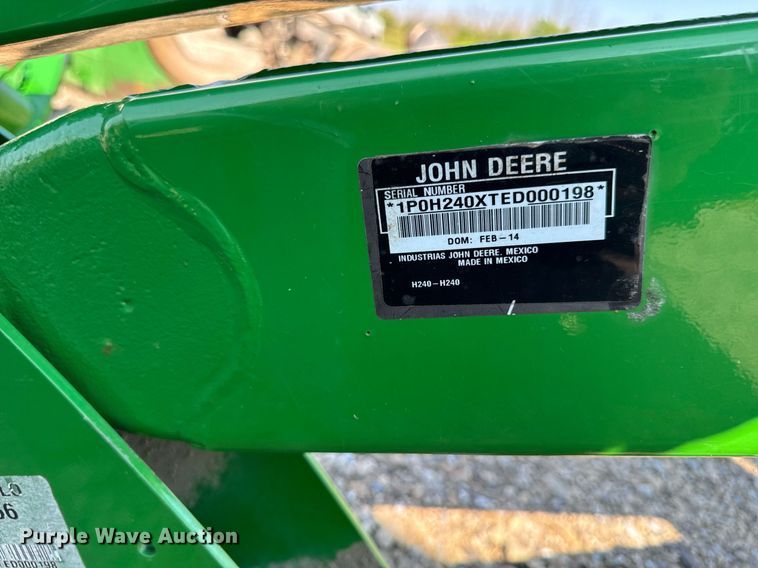 JOHN DEERE
SERIAL NUMBER
*1P0H240XTED000198*
DOM: FEB-14
INDUSTRIAS JOHN DEERE. MEXICO
MADE IN MEXICO
H240-H240
Purple Wave Auction